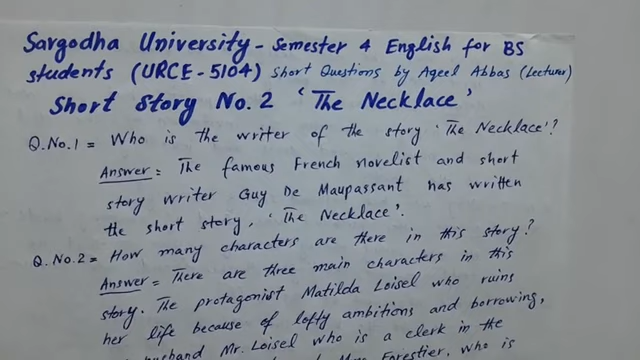 Sargodha University - Semester 4 English for BS
students (URCE-5104) Short Questions by Aqeel Abbas (Lecturer)
Short Story No. 2 'The Necklace'
Q.No.1 = Who is the writer of the story 'The Necklace'?
Answer = The famous French novelist and short
story writer Guy De Maupassant has written
the short story, 'The Necklace'.
Q.No.2 = How many characters are there in this story?
Answer = There are three main characters in this
story. The protagonist Matilda Loisel who ruins
her life because of lofty ambitions and borrowing,
husband Mr. Loisel who is a clerk in the
Forestier, who is